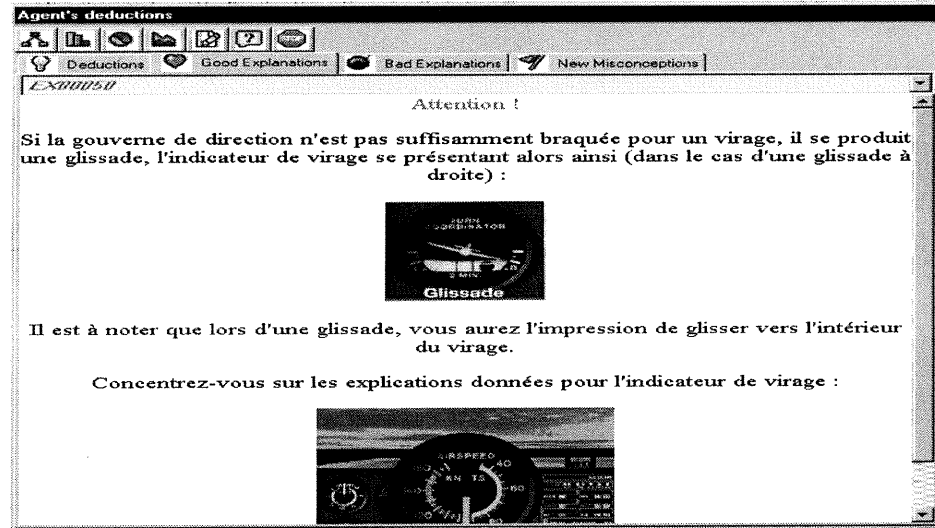 Agent's deductions
Deductions Good Explanations Bad Explanations New Misconceptions
EX00050
Attention !
Si la gouverne de direction n'est pas suffisamment braquée pour un virage, il se produit
une glissade, l'indicateur de virage se présentant alors ainsi (dans le cas d'une glissade à
droite) :
TURN
COORDINATOR
2 MIN.
Glissade
Il est à noter que lors d'une glissade, vous aurez l'impression de glisser vers l'intérieur
du virage.
Concentrez-vous sur les explications données pour l'indicateur de virage :
AIRSPEED
40
60